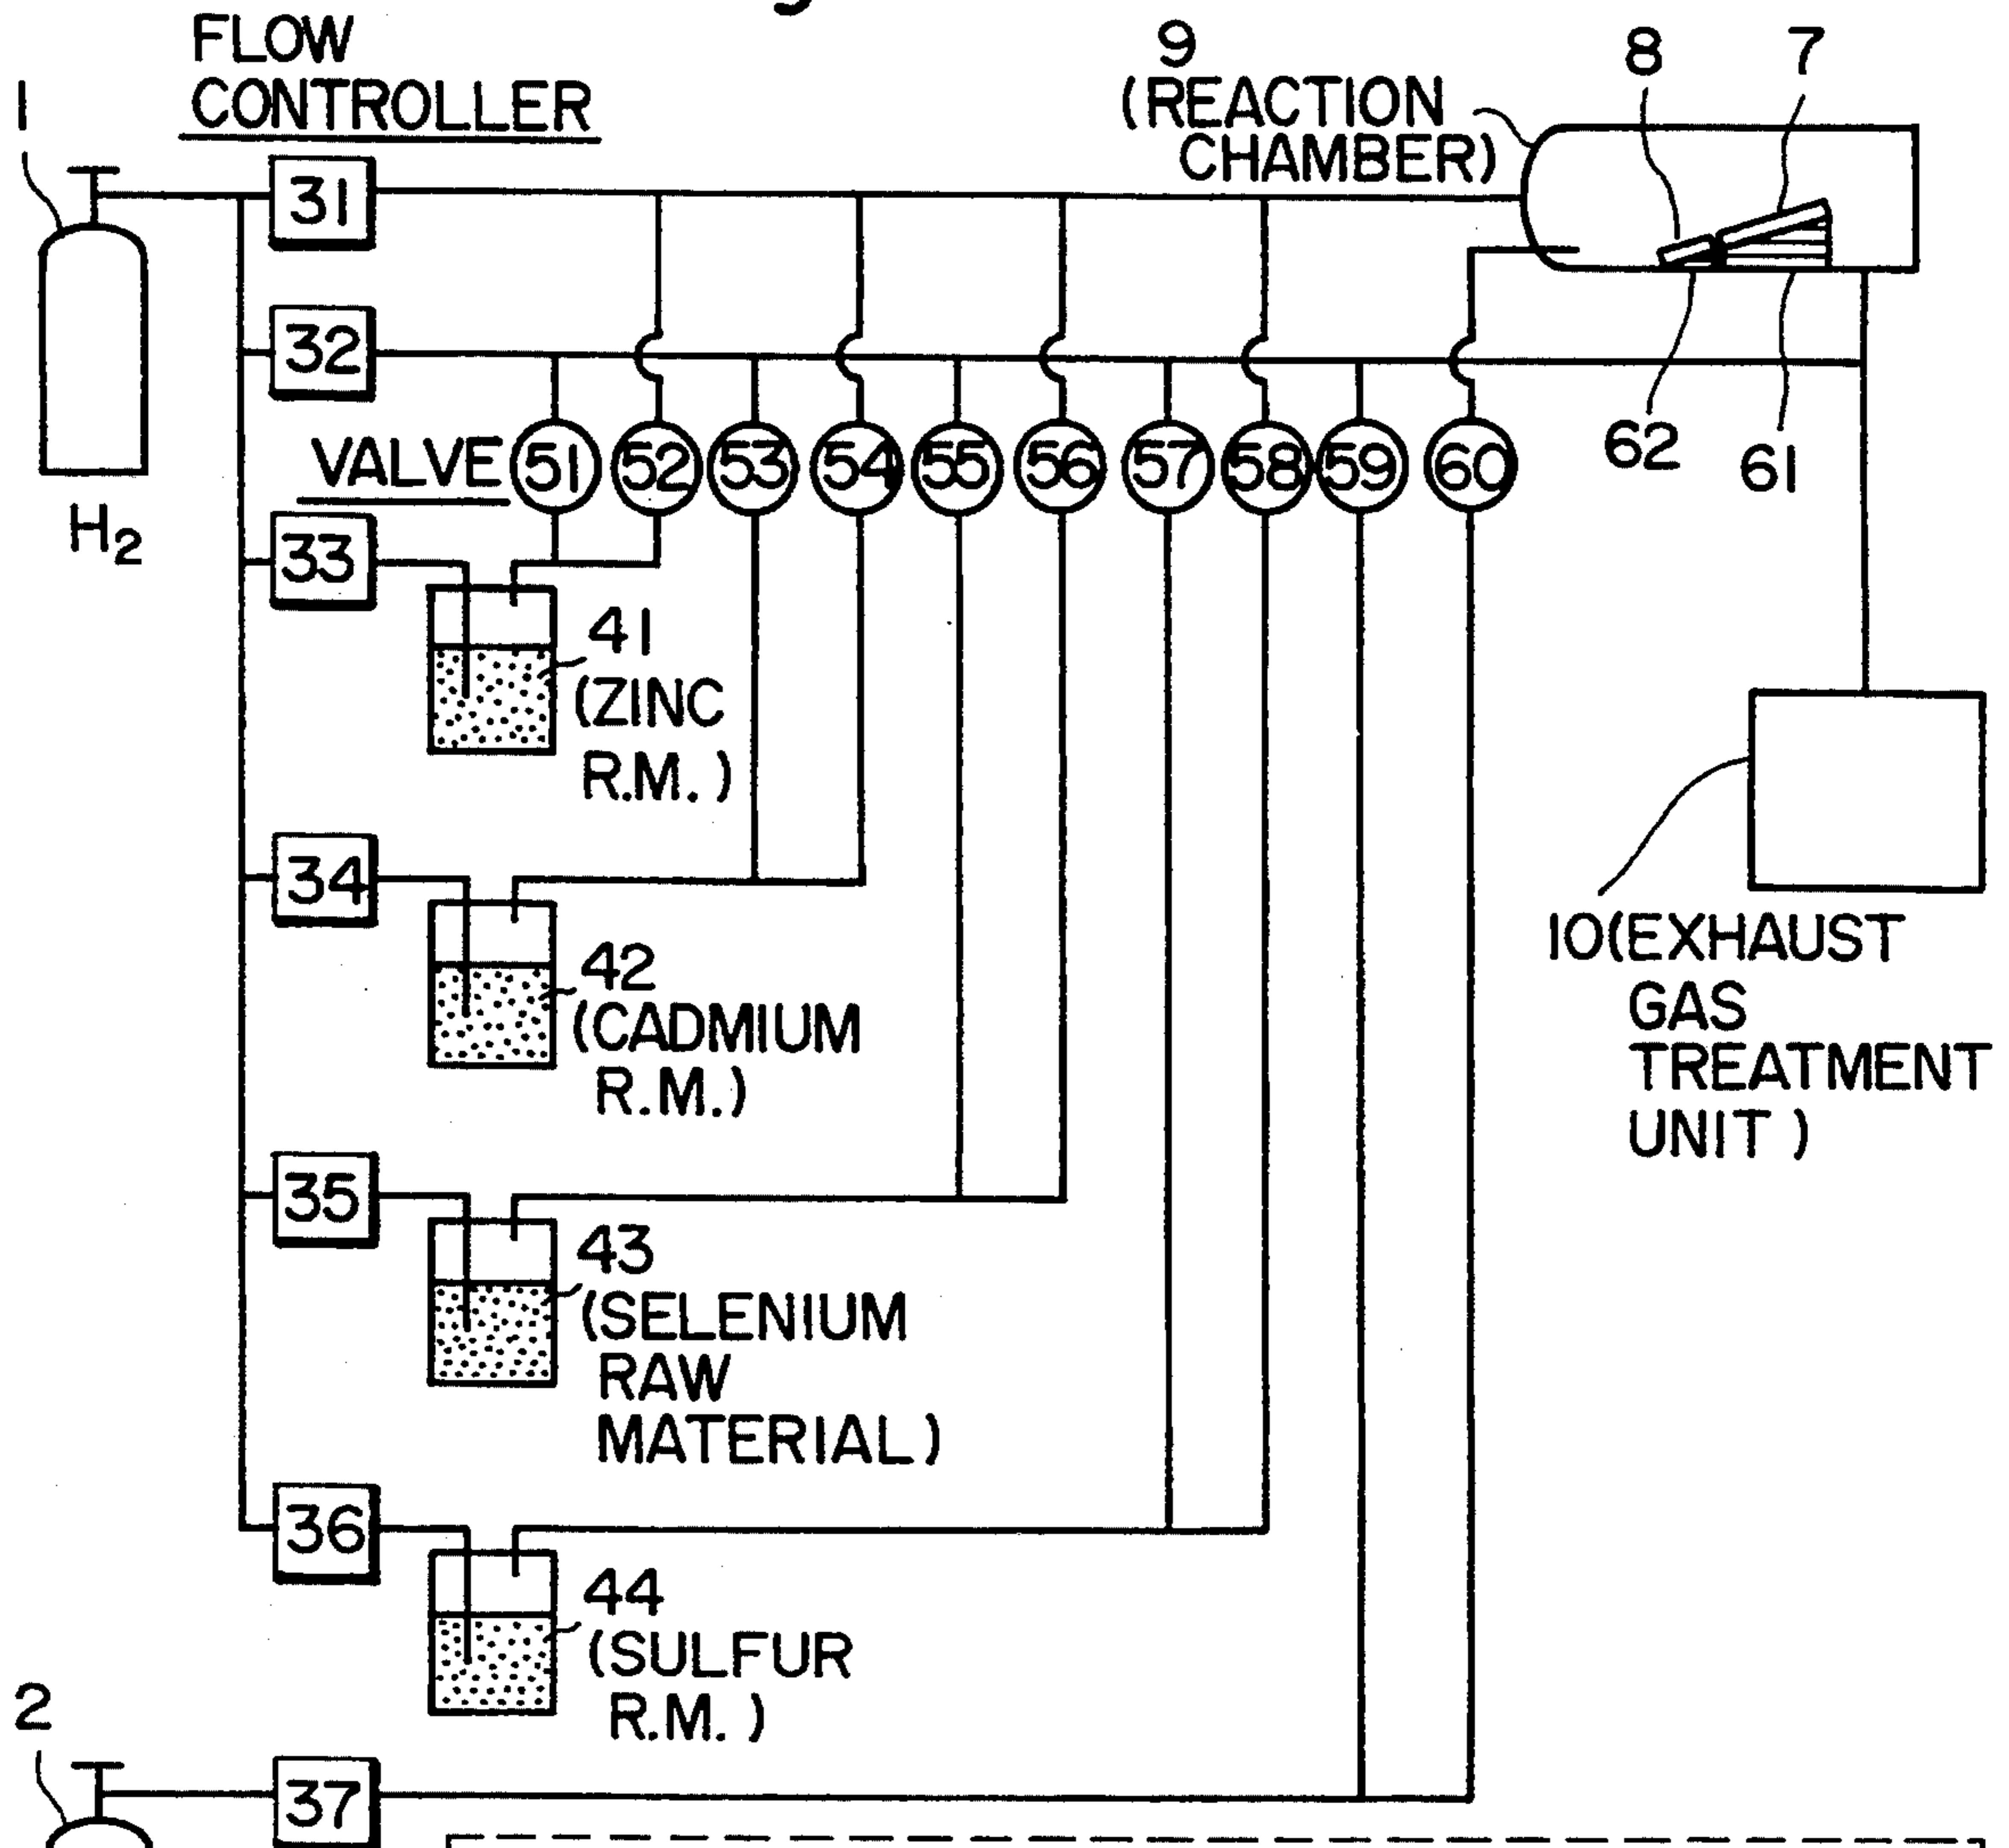 FLOW
CONTROLLER
1
9
(REACTION
CHAMBER)
8
7
31
32
62
61
VALVE
51
52
53
54
55
56
57
58
59
60
H2
33
41
(ZINC
R.M.)
34
42
(CADMIUM
R.M.)
10(EXHAUST
GAS
TREATMENT
UNIT)
35
43
(SELENIUM
RAW
MATERIAL)
36
44
(SULFUR
R.M.)
2
37